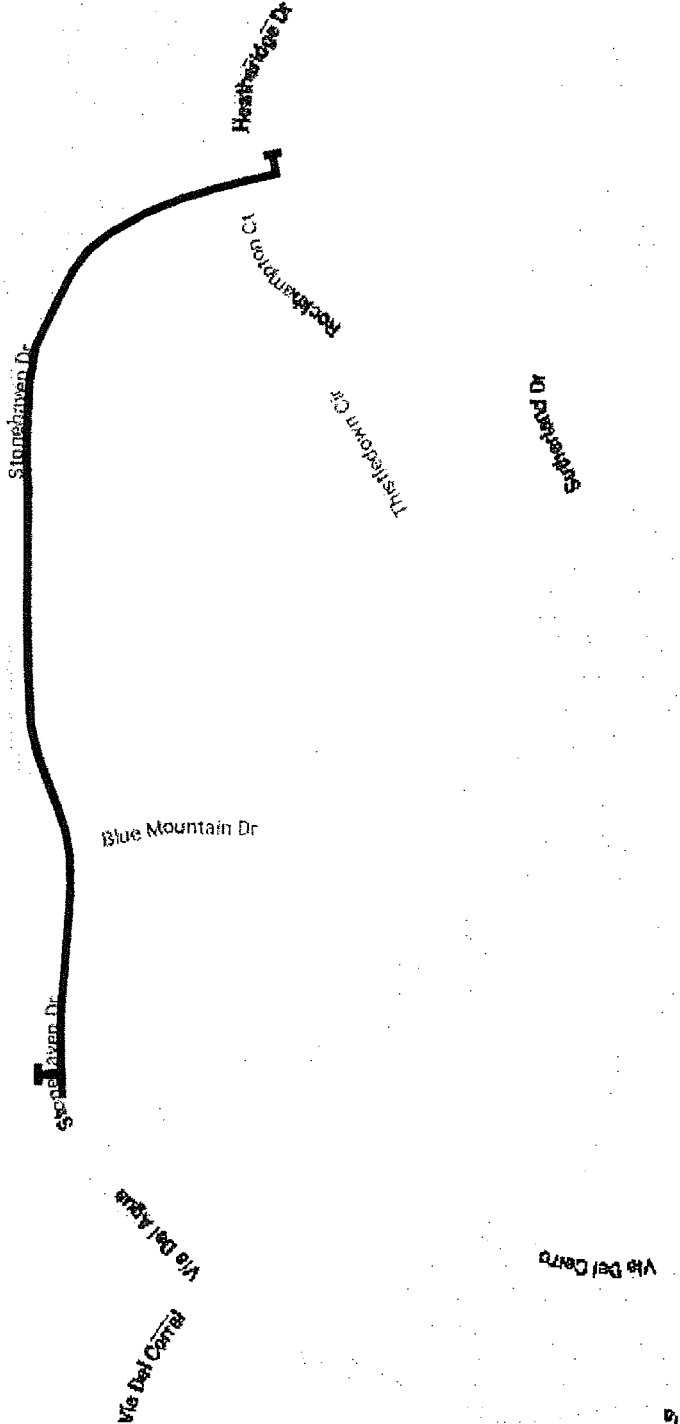 Heatheridge Dr
Rockhampton Ct
Stonehaven Dr
Thistledown Cir
Sutherland Dr
Blue Mountain Dr
Stonehaven Dr
Via Del Agua
Via Del Cerro
Via Del Corral